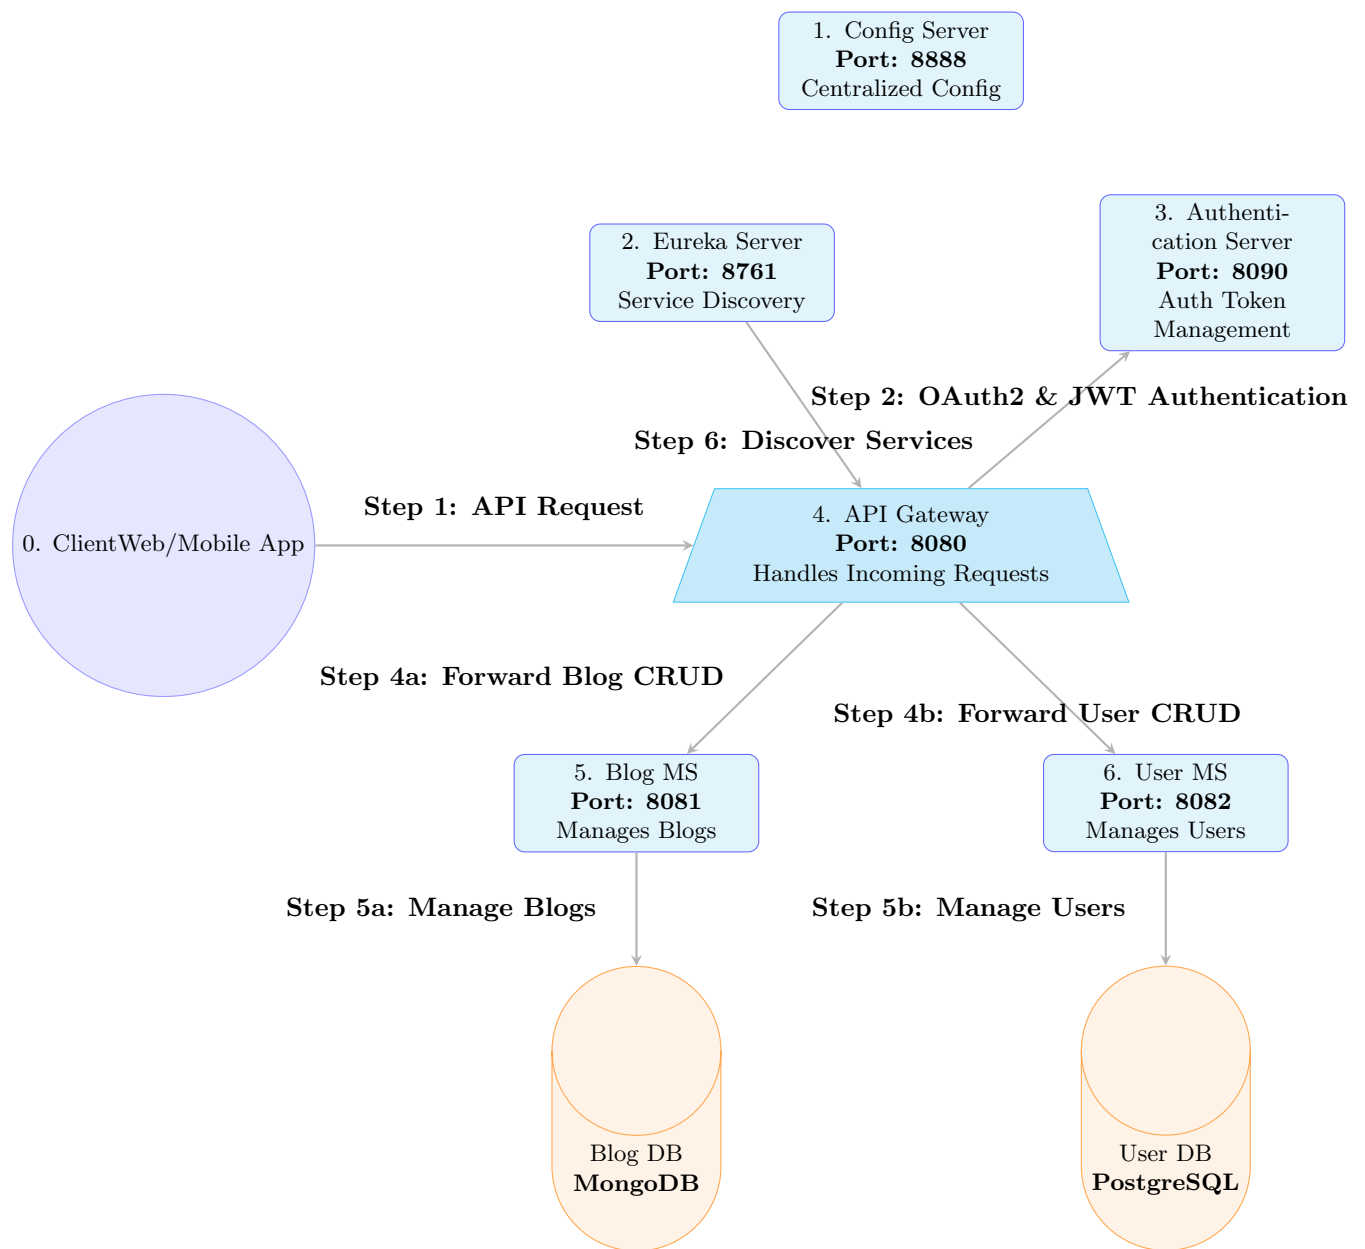 1. Config Server
Port: 8888
Centralized Config
2. Eureka Server
Port: 8761
Service Discovery
3. Authenti-
cation Server
Port: 8090
Auth Token
Management
Step 2: OAuth2 & JWT Authentication
Step 6: Discover Services
Step 1: API Request
0. ClientWeb/Mobile App
4. API Gateway
Port: 8080
Handles Incoming Requests
Step 4a: Forward Blog CRUD
Step 4b: Forward User CRUD
5. Blog MS
Port: 8081
Manages Blogs
6. User MS
Port: 8082
Manages Users
Step 5a: Manage Blogs
Step 5b: Manage Users
Blog DB
MongoDB
User DB
PostgreSQL